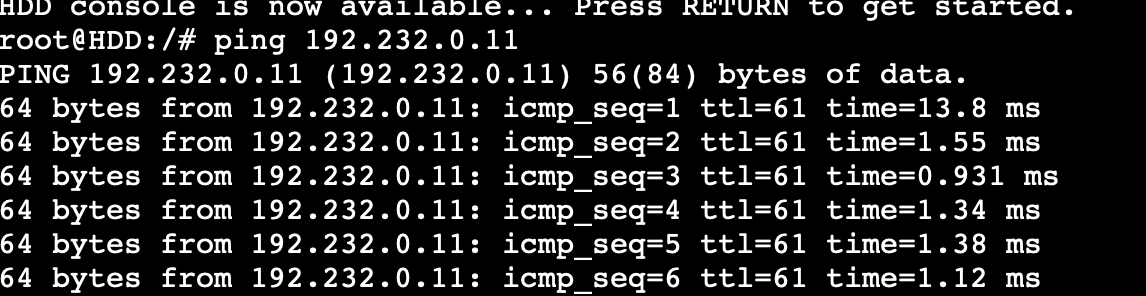 HDD console is now available... Press RETURN to get started.
root@HDD:/# ping 192.232.0.11
PING 192.232.0.11 (192.232.0.11) 56(84) bytes of data.
64 bytes from 192.232.0.11: icmp_seq=1 ttl=61 time=13.8 ms
64 bytes from 192.232.0.11: icmp_seq=2 ttl=61 time=1.55 ms
64 bytes from 192.232.0.11: icmp_seq=3 ttl=61 time=0.931 ms
64 bytes from 192.232.0.11: icmp_seq=4 ttl=61 time=1.34 ms
64 bytes from 192.232.0.11: icmp_seq=5 ttl=61 time=1.38 ms
64 bytes from 192.232.0.11: icmp_seq=6 ttl=61 time=1.12 ms